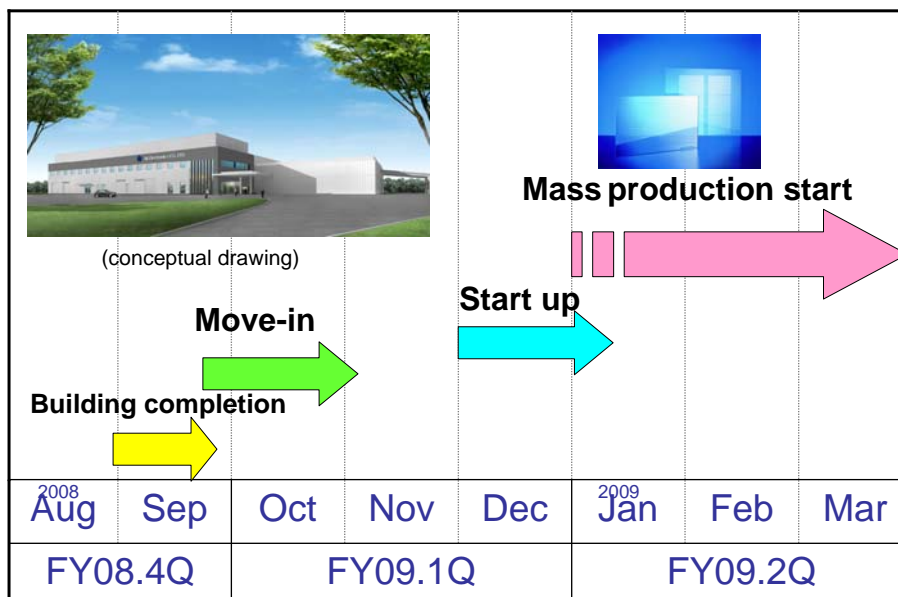 Mass production start
(conceptual drawing)
Start up
Move-in
Building completion
2008
2009
Aug Sep Oct Nov Dec Jan Feb Mar
FY08.4Q FY09.1Q FY09.2Q